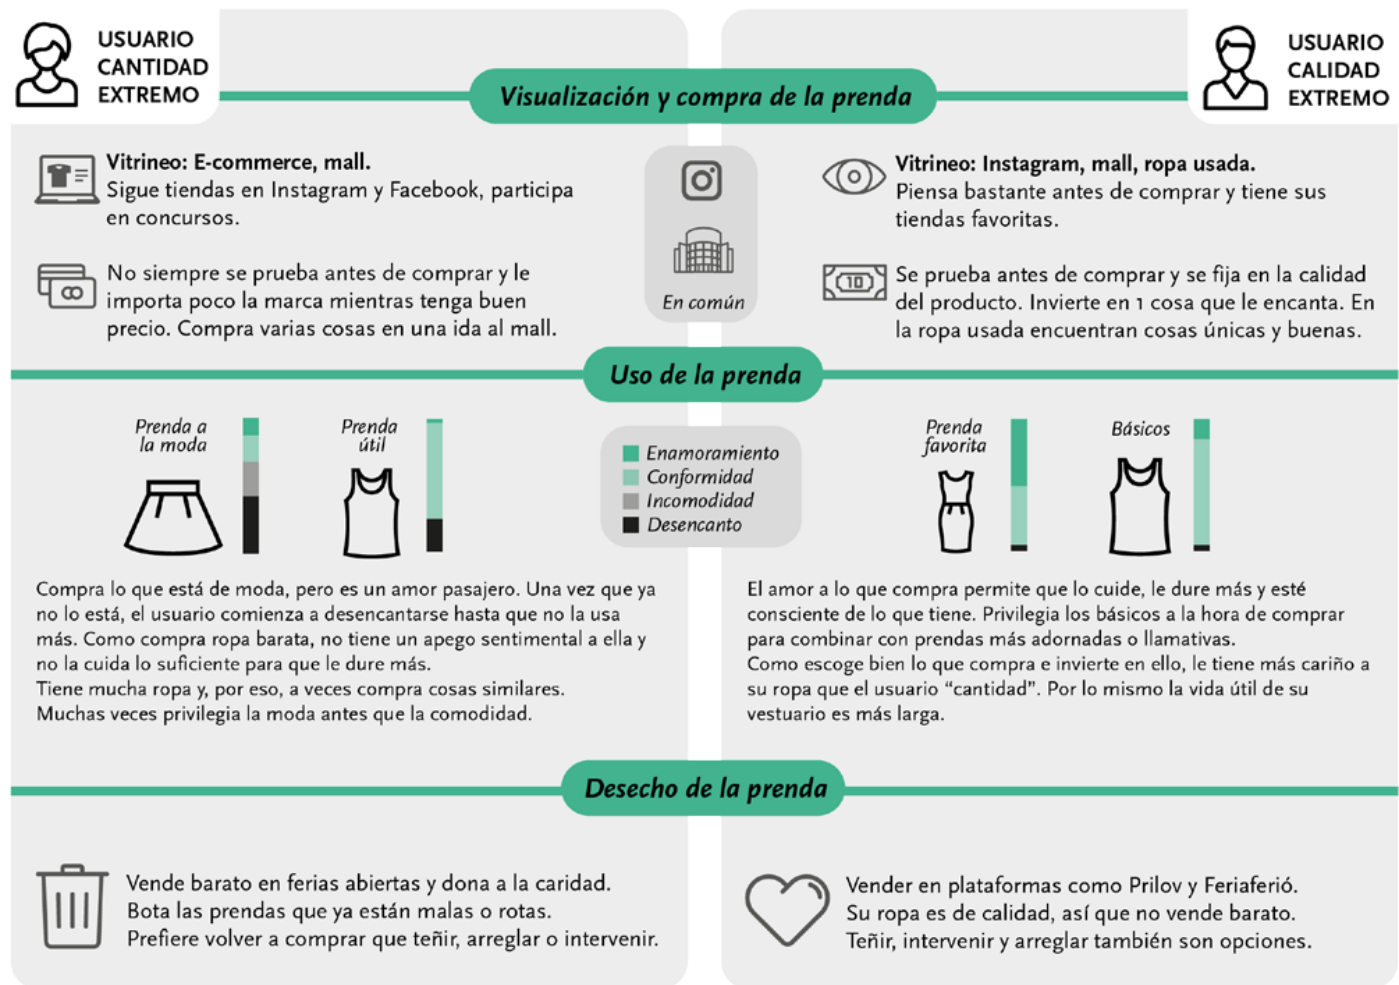 USUARIO
CANTIDAD
EXTREMO
USUARIO
CALIDAD
EXTREMO
Visualización y compra de la prenda
Vitrineo: E-commerce, mall.
Sigue tiendas en Instagram y Facebook, participa
en concursos.
No siempre se prueba antes de comprar y le
importa poco la marca mientras tenga buen
precio. Compra varias cosas en una ida al mall.
En común
Vitrineo: Instagram, mall, ropa usada.
Piensa bastante antes de comprar y tiene sus
tiendas favoritas.
10
Se prueba antes de comprar y se fija en la calidad
del producto. Invierte en 1 cosa que le encanta. En
la ropa usada encuentran cosas únicas y buenas.
Uso de la prenda
Prenda a
la moda
Prenda
útil
Enamoramiento
Conformidad
Incomodidad
Desencanto
Prenda
favorita
Básicos
Compra lo que está de moda, pero es un amor pasajero. Una vez que ya
no lo está, el usuario comienza a desencantarse hasta que no la usa
más. Como compra ropa barata, no tiene un apego sentimental a ella y
no la cuida lo suficiente para que le dure más.
Tiene mucha ropa y, por eso, a veces compra cosas similares.
Muchas veces privilegia la moda antes que la comodidad.
El amor a lo que compra permite que lo cuide, le dure más y esté
consciente de lo que tiene. Privilegia los básicos a la hora de comprar
para combinar con prendas más adornadas o llamativas.
Como escoge bien lo que compra e invierte en ello, le tiene más cariño a
su ropa que el usuario “cantidad”. Por lo mismo la vida útil de su
vestuario es más larga.
Desecho de la prenda
Vende barato en ferias abiertas y dona a la caridad.
Bota las prendas que ya están malas o rotas.
Prefiere volver a comprar que teñir, arreglar o intervenir.
Vender en plataformas como Prilov y Feriaferió.
Su ropa es de calidad, así que no vende barato.
Teñir, intervenir y arreglar también son opciones.